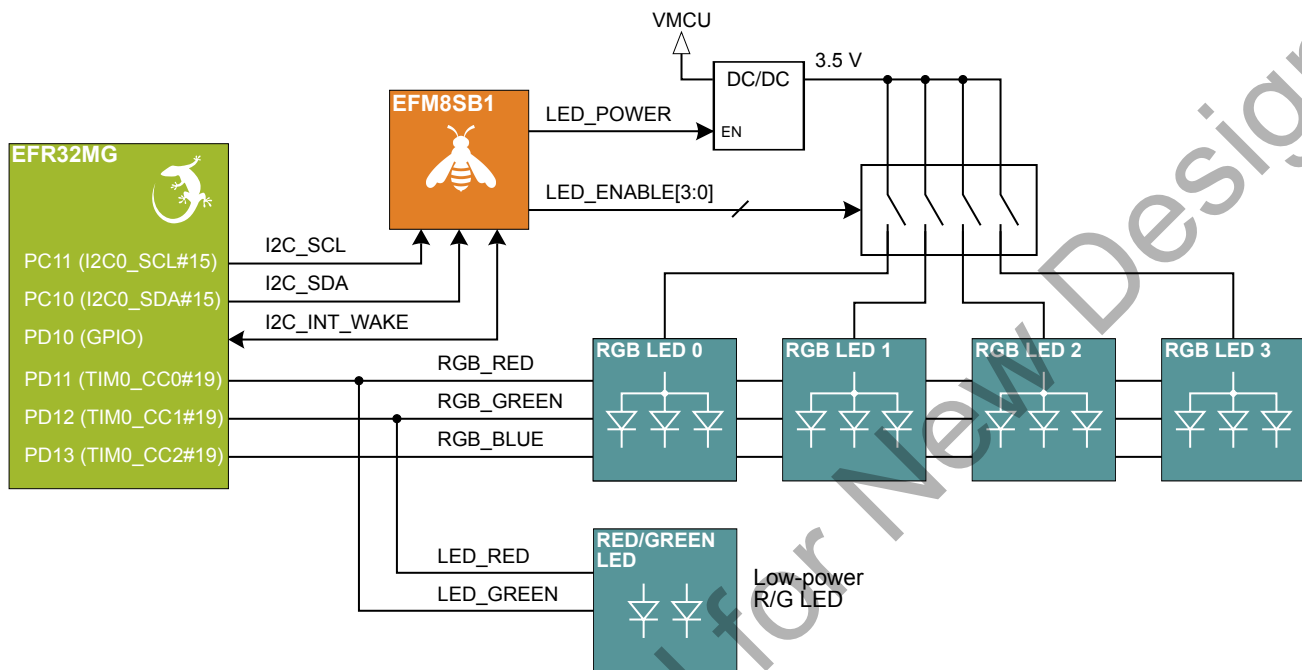 VMCU
DC/DC
3.5 V
EN
EFM8SB1
LED_POWER
LED_ENABLE[3:0]
EFR32MG
PC11 (I2C0_SCL#15)
I2C_SCL
PC10 (I2C0_SDA#15)
I2C_SDA
PD10 (GPIO)
I2C_INT_WAKE
PD11 (TIM0_CC0#19)
RGB_RED
PD12 (TIM0_CC1#19)
RGB_GREEN
PD13 (TIM0_CC2#19)
RGB_BLUE
RGB LED 0
RGB LED 1
RGB LED 2
RGB LED 3
LED_RED
LED_GREEN
RED/GREEN
LED
Low-power
R/G LED
for New Design